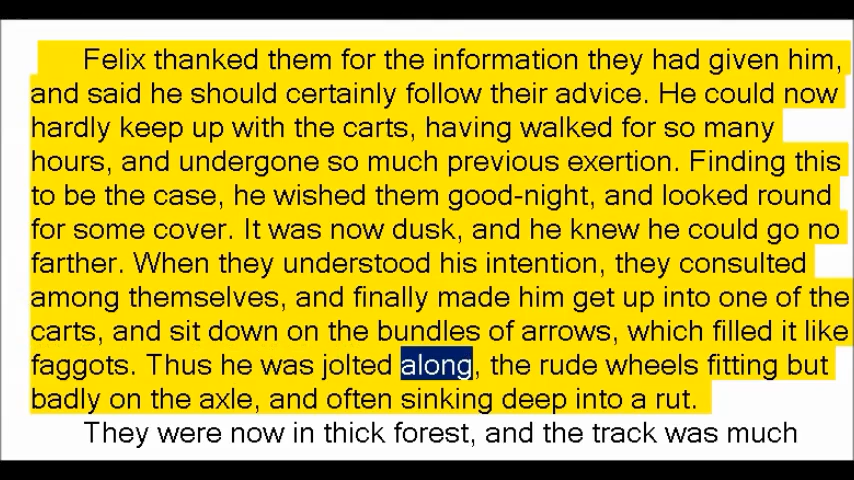 Felix thanked them for the information they had given him,
and said he should certainly follow their advice. He could now
hardly keep up with the carts, having walked for so many
hours, and undergone so much previous exertion. Finding this
to be the case, he wished them good-night, and looked round
for some cover. It was now dusk, and he knew he could go no
farther. When they understood his intention, they consulted
among themselves, and finally made him get up into one of the
carts, and sit down on the bundles of arrows, which filled it like
faggots. Thus he was jolted along, the rude wheels fitting but
badly on the axle, and often sinking deep into a rut.
They were now in thick forest, and the track was much